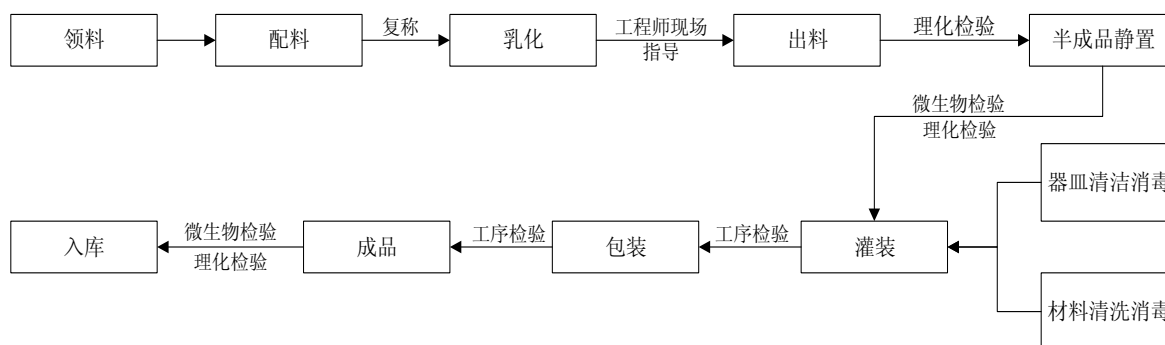 领料
配料
复称
乳化
工程师现场
指导
出料
理化检验
半成品静置
微生物检验
理化检验
器皿清洁消毒
材料清洗消毒
灌装
工序检验
包装
工序检验
成品
微生物检验
理化检验
入库